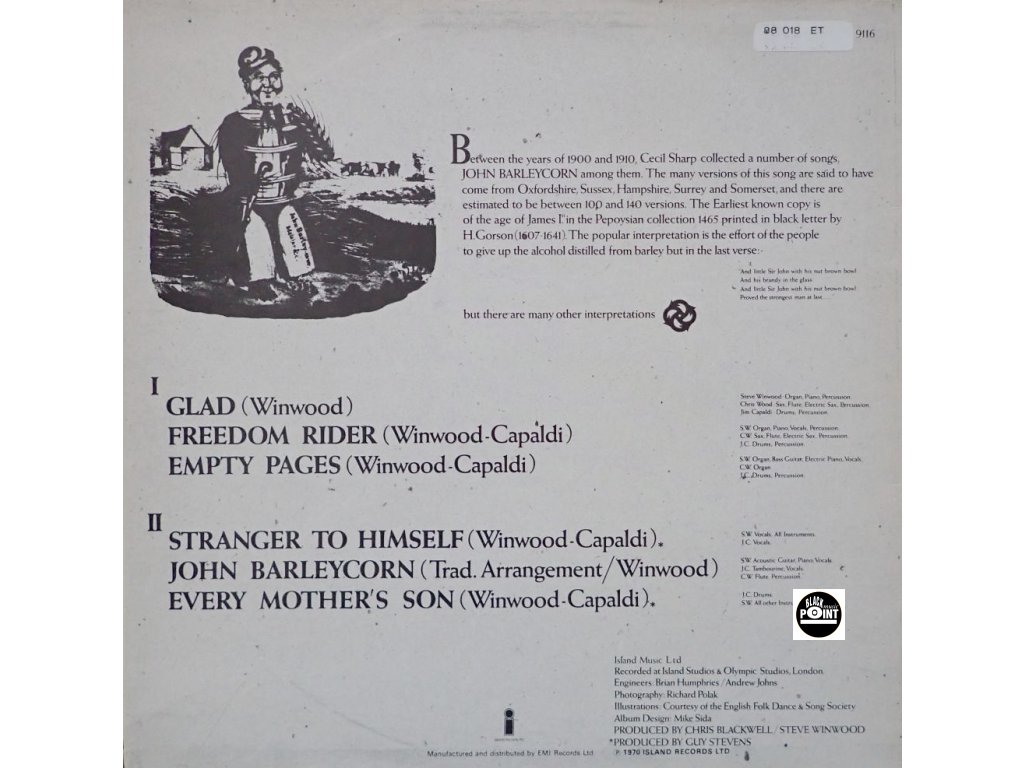 08 018 ET
9116
Between the years of 1900 and 1910, Cecil Sharp collected a number of songs,
JOHN BARLEYCORN among them. The many versions of this song are said to have
come from Oxfordshire, Sussex, Hampshire, Surrey and Somerset, and there are
estimated to be between 100 and 140 versions. The Earliest known copy is
of the age of James I" in the Pepoysian collection 1465 printed in black letter by
H. Gorson (1607-1641). The popular interpretation is the effort of the people
to give up the alcohol distilled from barley but in the last verse:-
And little Sir John with his nut brown bowl
And his brandy in the glass
And little Sir John with his nut brown bowl
Proved the strongest man at last...
but there are many other interpretations
I
GLAD (Winwood)
FREEDOM RIDER (Winwood-Capaldi)
EMPTY PAGES (Winwood-Capaldi)
Steve Winwood: Organ, Piano, Percussion.
Chris Wood: Sax, Flute, Electric Sax, Percussion.
Jim Capaldi: Drums, Percussion.
S.W. Organ, Piano, Vocals, Percussion.
C.W. Sax, Flute, Electric Sax, Percussion.
J.C. Drums, Percussion.
S.W. Organ, Bass Guitar, Electric Piano, Vocals.
C.W. Organ
J.C. Drums, Percussion.
II
STRANGER TO HIMSELF (Winwood-Capaldi).*
JOHN BARLEYCORN (Trad. Arrangement/Winwood)
EVERY MOTHER'S SON (Winwood-Capaldi).*
S.W. Vocals, All Instruments.
J.C. Vocals.
S.W. Acoustic Guitar, Piano, Vocals.
J.C. Tambourine, Vocals.
C.W. Flute, Percussion.
J.C. Drums
S.W. All other
BLACK POINT music
Island Music Ltd
Recorded at Island Studios & Olympic Studios, London
Engineers: Brian Humphries/Andrew Johns
Photography: Richard Polak
Illustrations: Courtesy of the English Folk Dance & Song Society
Album Design: Mike Sida
PRODUCED BY CHRIS BLACKWELL/STEVE WINWOOD
*PRODUCED BY GUY STEVENS
℗ 1970 ISLAND RECORDS LTD
i
Manufactured and distributed by EMI Records Ltd.